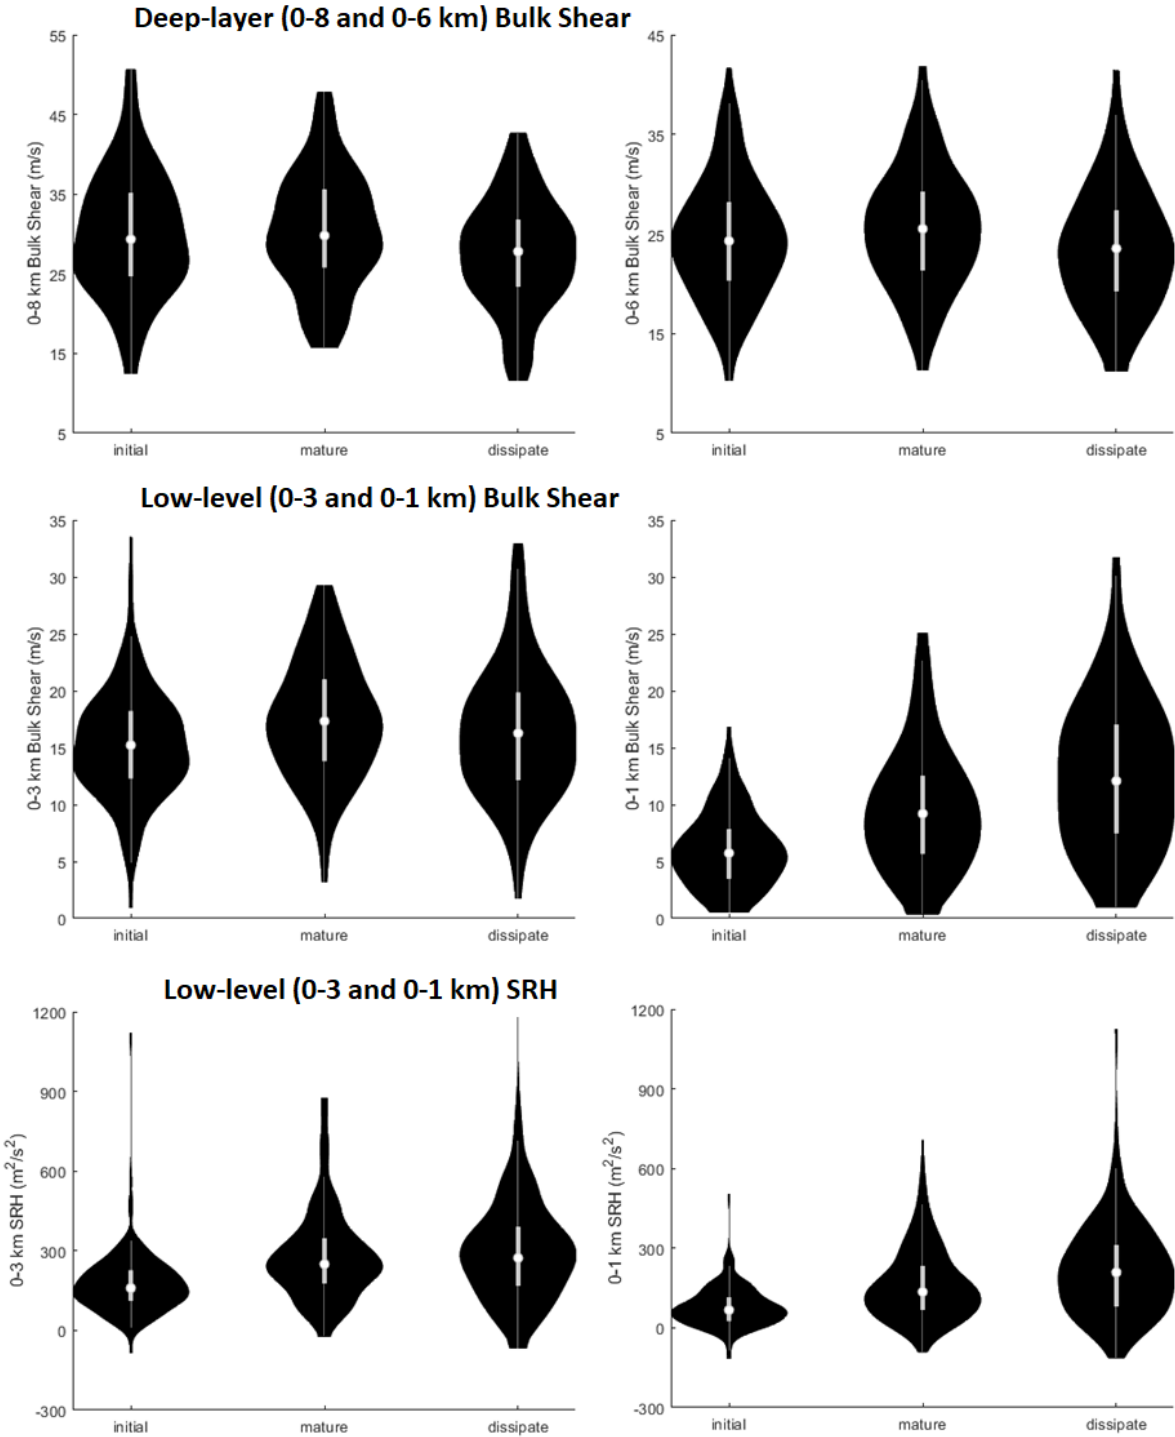 Deep-layer (0-8 and 0-6 km) Bulk Shear
0-8 km Bulk Shear (m/s)
55
45
35
25
15
5
initial mature dissipate
0-6 km Bulk Shear (m/s)
45
35
25
15
5
initial mature dissipate
Low-level (0-3 and 0-1 km) Bulk Shear
0-3 km Bulk Shear (m/s)
35
30
25
20
15
10
5
0
initial mature dissipate
0-1 km Bulk Shear (m/s)
35
30
25
20
15
10
5
0
initial mature dissipate
Low-level (0-3 and 0-1 km) SRH
0-3 km SRH (m²/s²)
1200
900
600
300
0
-300
initial mature dissipate
0-1 km SRH (m²/s²)
1200
900
600
300
0
-300
initial mature dissipate